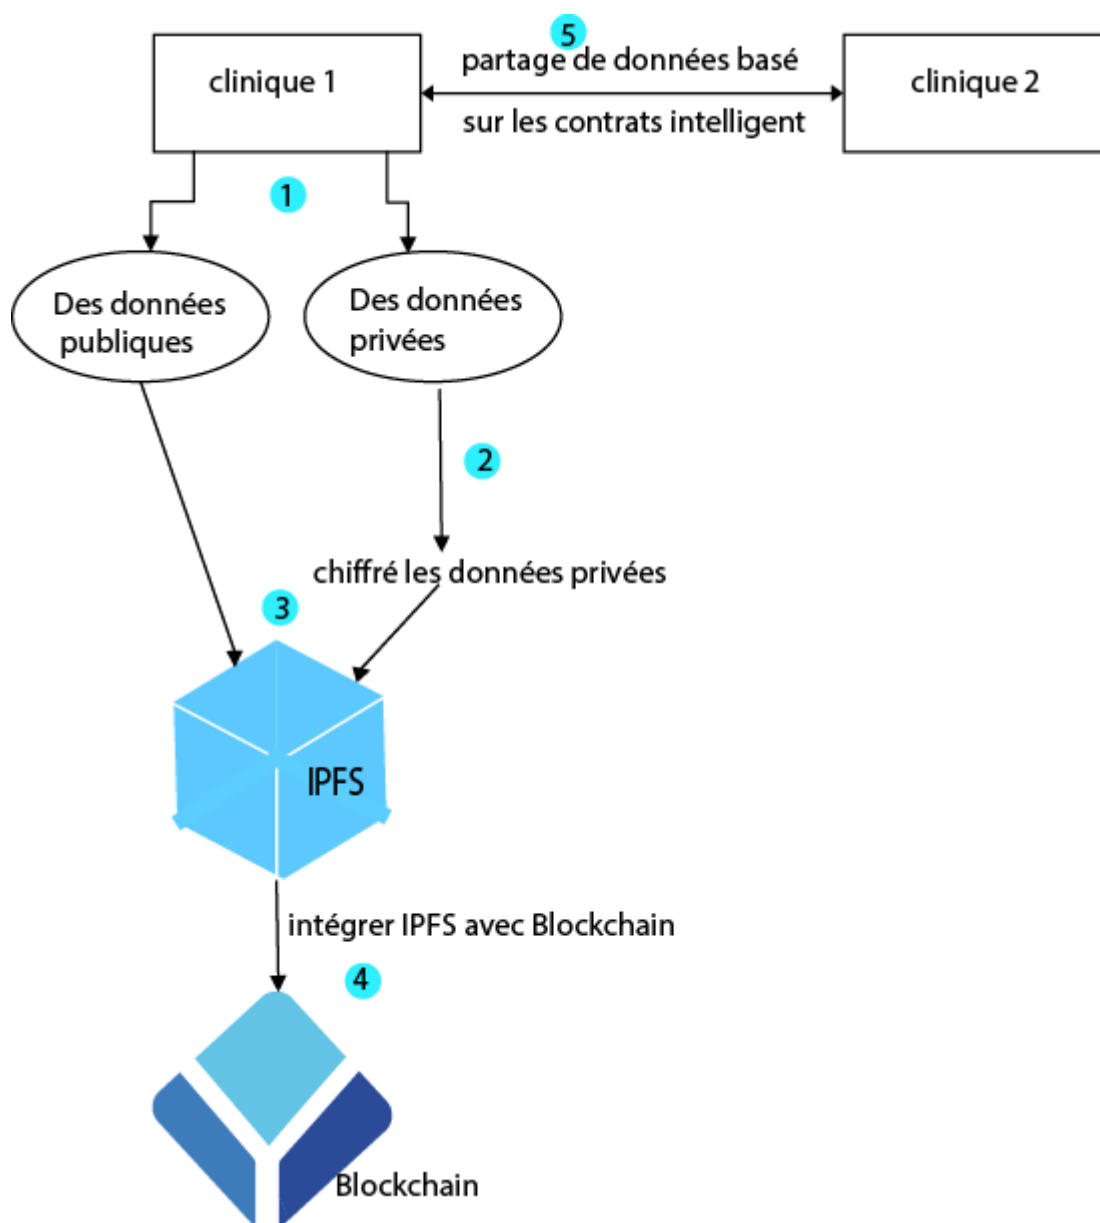 5
partage de données basé
clinique 1
clinique 2
sur les contrats intelligent
1
Des données
publiques
Des données
privées
2
chiffré les données privées
3
IPFS
intégrer IPFS avec Blockchain
4
Blockchain